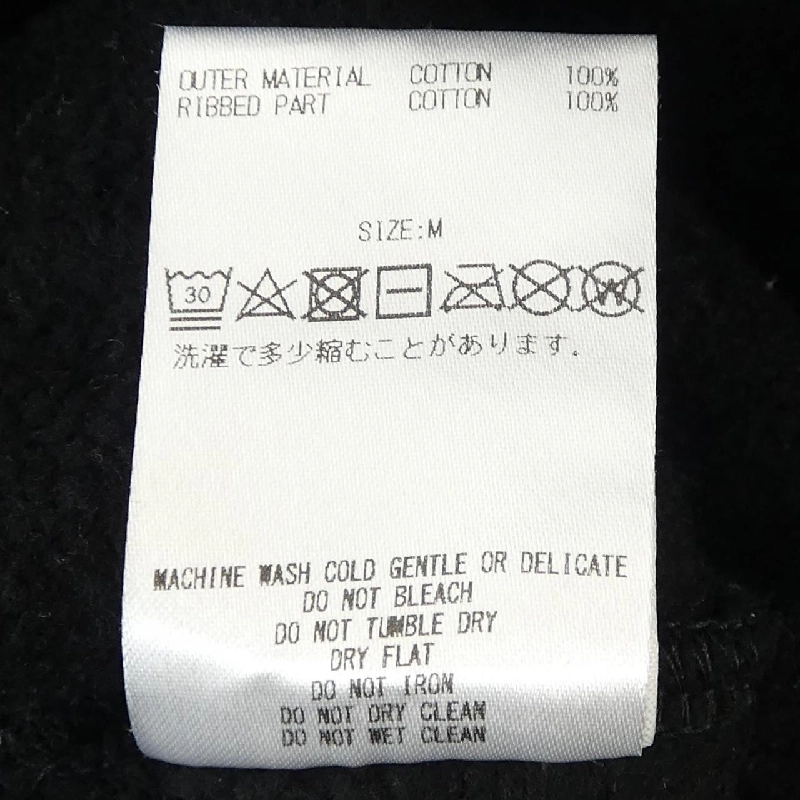 OUTER MATERIAL COTTON 100%
RIBBED PART COTTON 100%
SIZE:M
30 W
洗濯で多少縮むことがあります。
MACHINE WASH COLD GENTLE OR DELICATE
DO NOT BLEACH
DO NOT TUMBLE DRY
DRY FLAT
DO NOT IRON
DO NOT DRY CLEAN
DO NOT WET CLEAN